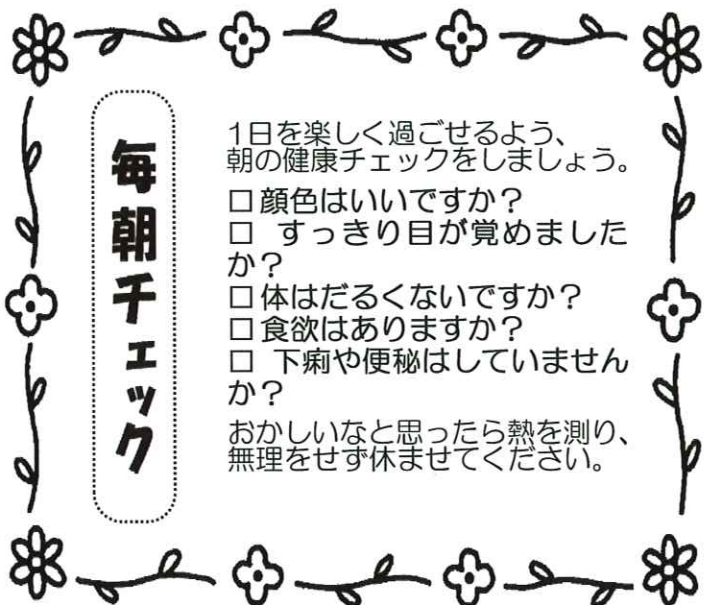 毎朝チェック
1日を楽しく過ごせるよう、
朝の健康チェックをしましょう。
□ 顔色はいいですか?
□ すっきり目が覚めました
か?
□ 体はだるくないですか?
□ 食欲はありますか?
□ 下痢や便秘はしていません
か?
おかしいなと思ったら熱を測り、
無理をせず休ませてください。